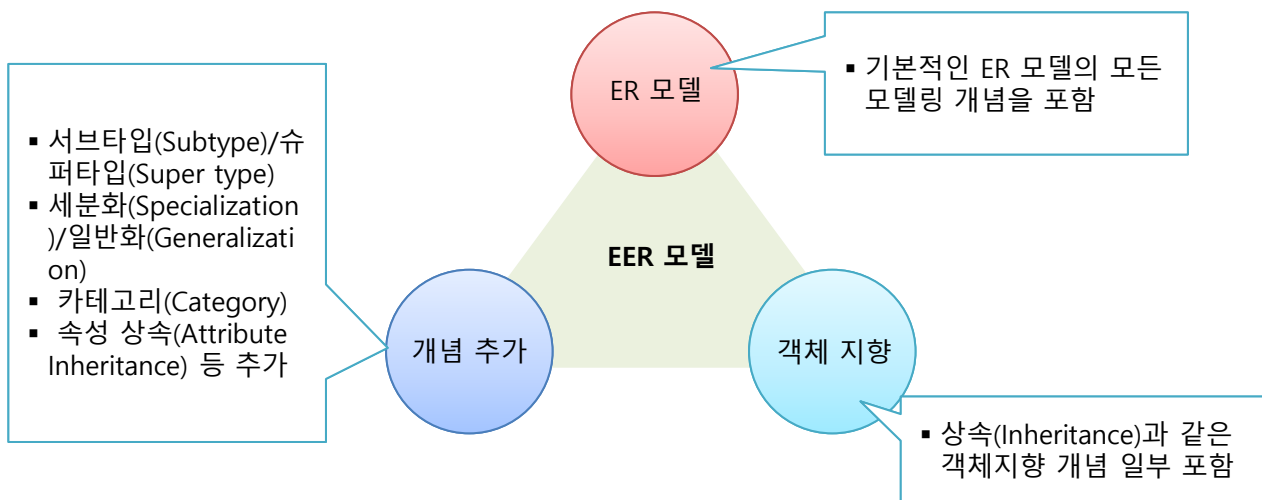 ER 모델
▪ 기본적인 ER 모델의 모든
모델링 개념을 포함
▪ 서브타입(Subtype)/슈
퍼타입(Super type)
▪ 세분화(Specialization
)/일반화(Generalizati
on)
▪ 카테고리(Category)
▪ 속성 상속(Attribute
Inheritance) 등 추가
EER 모델
개념 추가
객체 지향
▪ 상속(Inheritance)과 같은
객체지향 개념 일부 포함